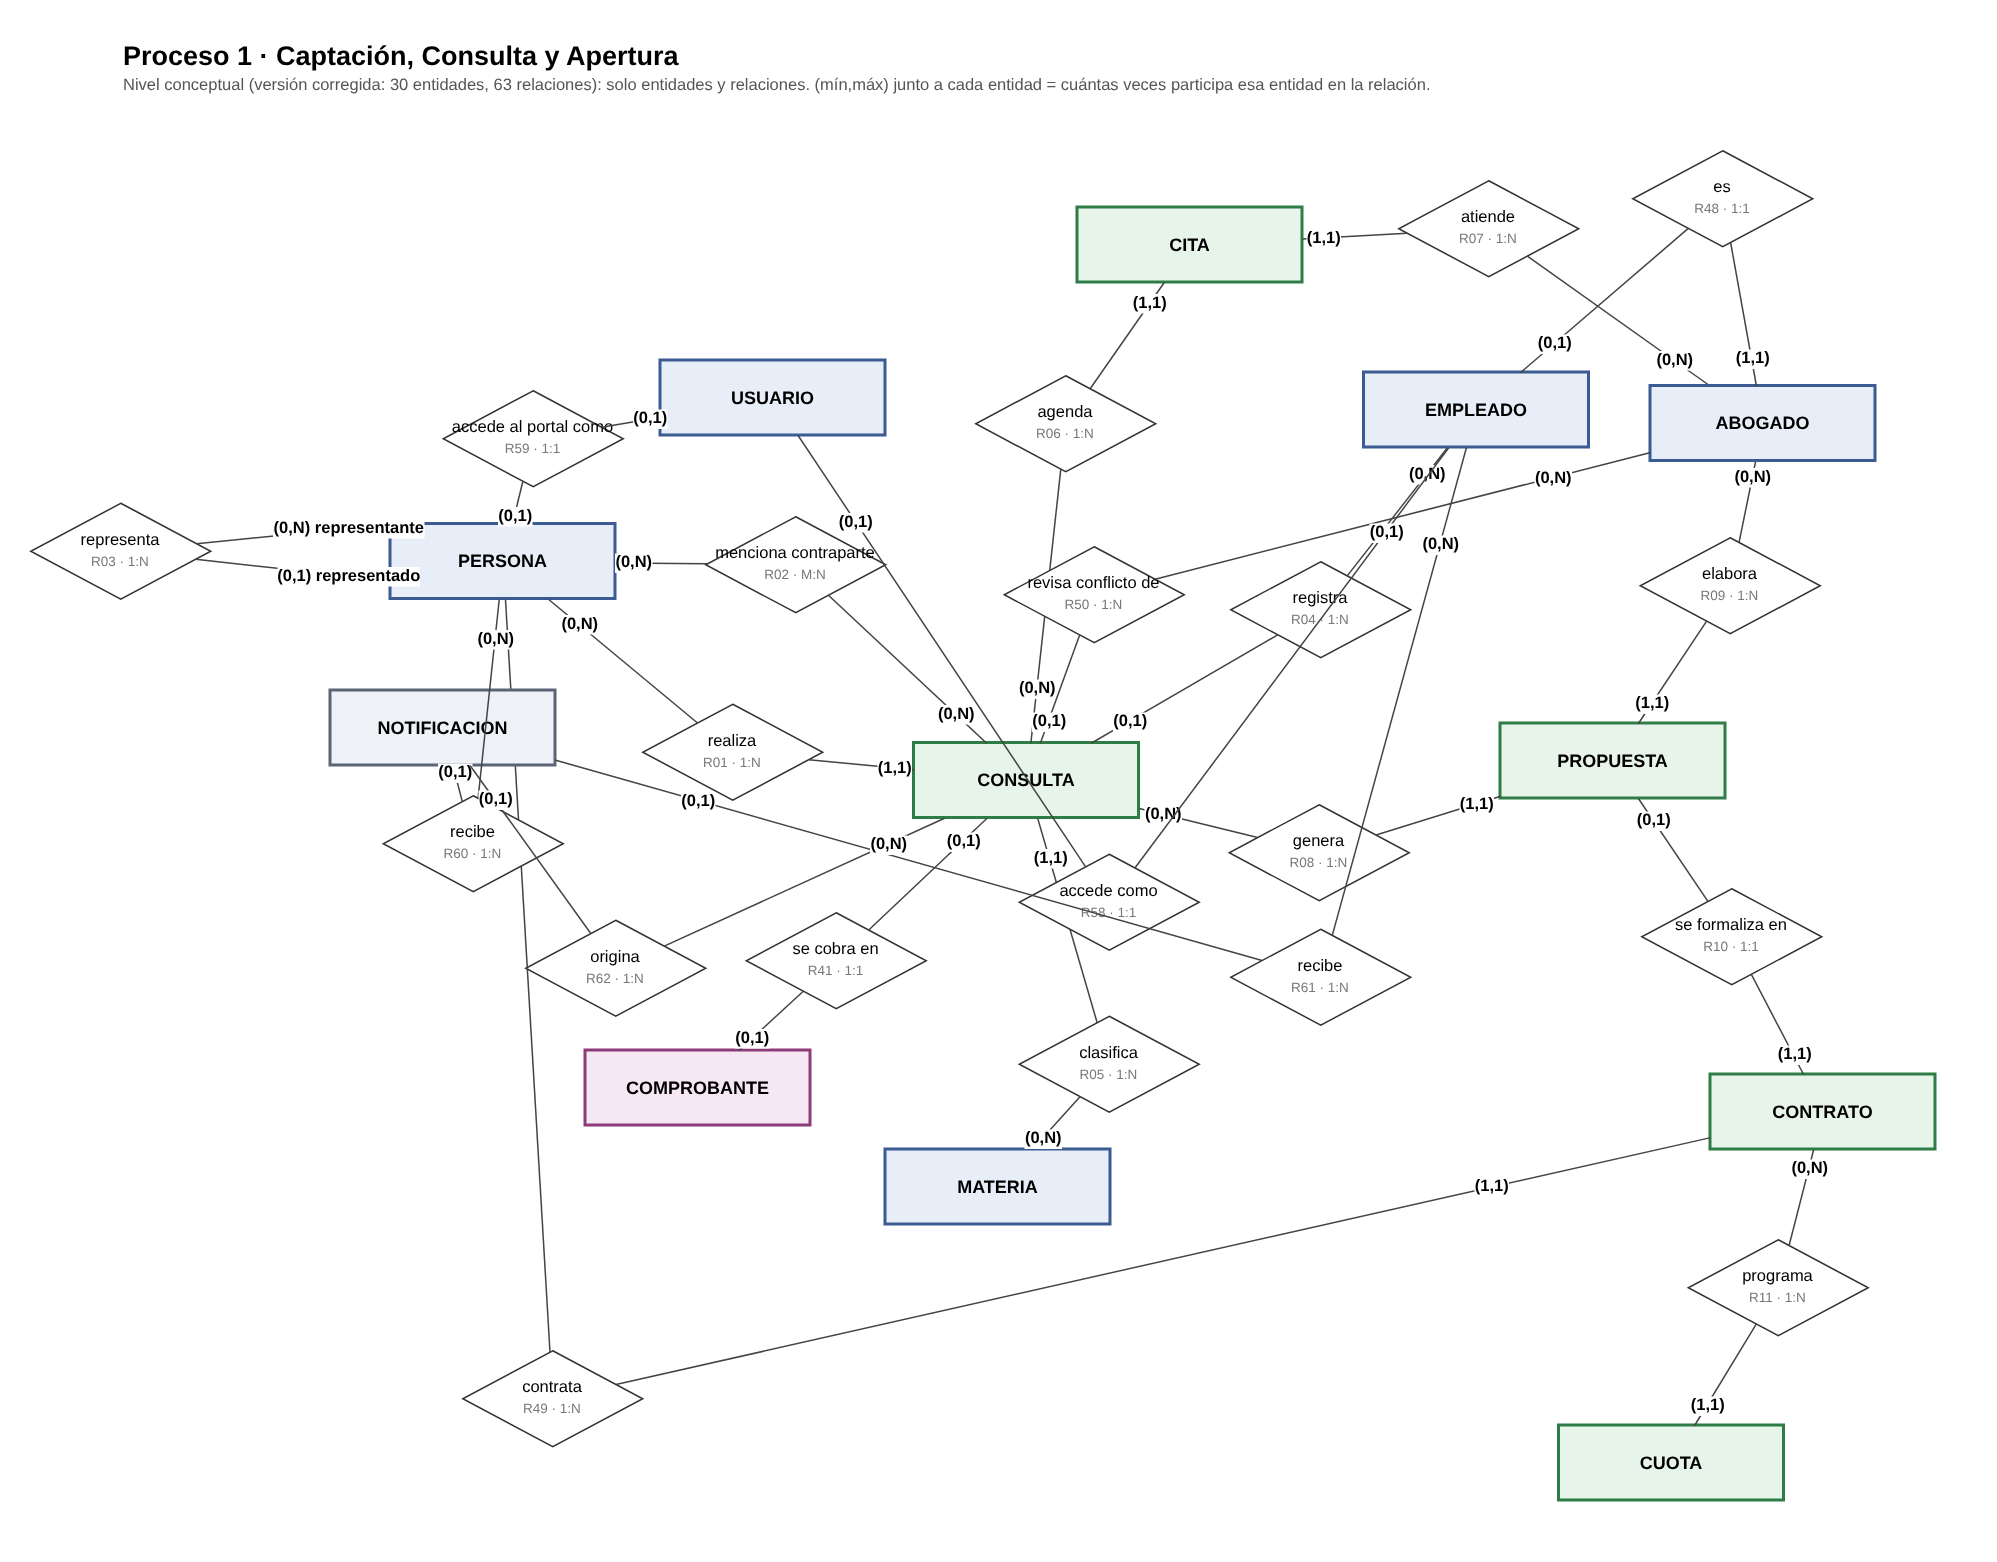 Proceso 1 · Captación, Consulta y Apertura
Nivel conceptual (versión corregida: 30 entidades, 63 relaciones): solo entidades y relaciones. (mín,máx) junto a cada entidad = cuántas veces participa esa entidad en la relación.
es
R48 · 1:1
atiende
R07 · 1:N
CITA
(1,1)
(1,1)
(0,1)
(0,N)
(1,1)
USUARIO
EMPLEADO
ABOGADO
agenda
R06 · 1:N
accede al portal como
R59 · 1:1
(0,1)
(0,N)
(0,N)
(0,N)
(0,1)
(0,1)
(0,1)
(0,N)
representa
R03 · 1:N
(0,N) representante
(0,1) representado
PERSONA
(0,N)
menciona contraparte
R02 · M:N
revisa conflicto de
R50 · 1:N
registra
R04 · 1:N
elabora
R09 · 1:N
(0,N)
(0,N)
(0,N)
(0,N)
(0,1)
(0,1)
(1,1)
NOTIFICACION
realiza
R01 · 1:N
(1,1)
CONSULTA
PROPUESTA
(0,1)
(0,1)
(0,1)
(0,N)
(1,1)
(0,1)
recibe
R60 · 1:N
(0,N)
(0,1)
(1,1)
genera
R08 · 1:N
accede como
R58 · 1:1
se formaliza en
R10 · 1:1
origina
R62 · 1:N
se cobra en
R41 · 1:1
recibe
R61 · 1:N
(0,1)
(1,1)
COMPROBANTE
clasifica
R05 · 1:N
CONTRATO
(0,N)
MATERIA
(1,1)
(0,N)
programa
R11 · 1:N
contrata
R49 · 1:N
(1,1)
CUOTA